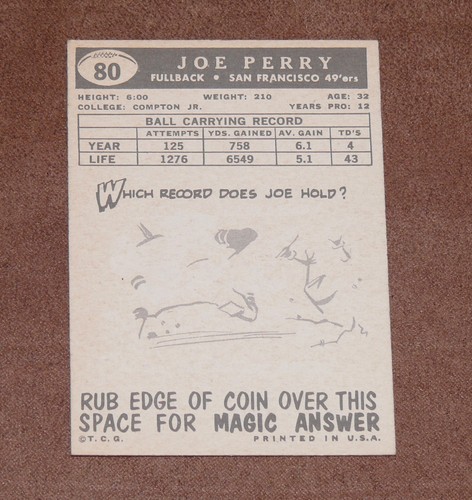 80
JOE PERRY
FULLBACK • SAN FRANCISCO 49'ers
HEIGHT: 6:00 WEIGHT: 210 AGE: 32
COLLEGE: COMPTON JR. YEARS PRO: 12
BALL CARRYING RECORD
ATTEMPTS YDS. GAINED AV. GAIN TD'S
YEAR 125 758 6.1 4
LIFE 1276 6549 5.1 43
WHICH RECORD DOES JOE HOLD?
RUB EDGE OF COIN OVER THIS
SPACE FOR MAGIC ANSWER
©T.C.G. PRINTED IN U.S.A.